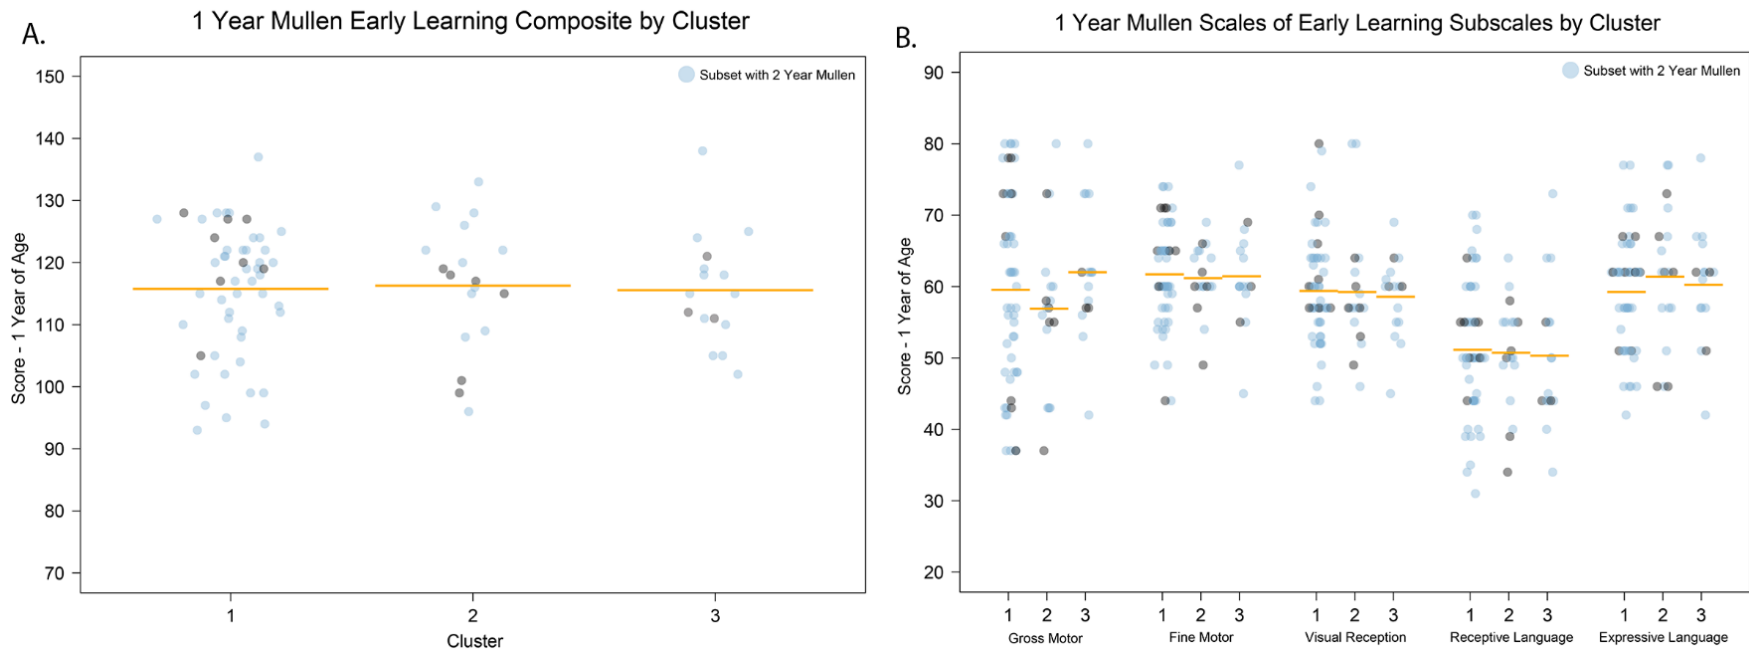 A.
1 Year Mullen Early Learning Composite by Cluster
Subset with 2 Year Mullen
Score - 1 Year of Age
150
140
130
120
110
100
90
80
70
1 2 3
Cluster
B.
1 Year Mullen Scales of Early Learning Subscales by Cluster
Subset with 2 Year Mullen
Score - 1 Year of Age
90
80
70
60
50
40
30
20
1 2 3 1 2 3 1 2 3 1 2 3 1 2 3
Gross Motor Fine Motor Visual Reception Receptive Language Expressive Language